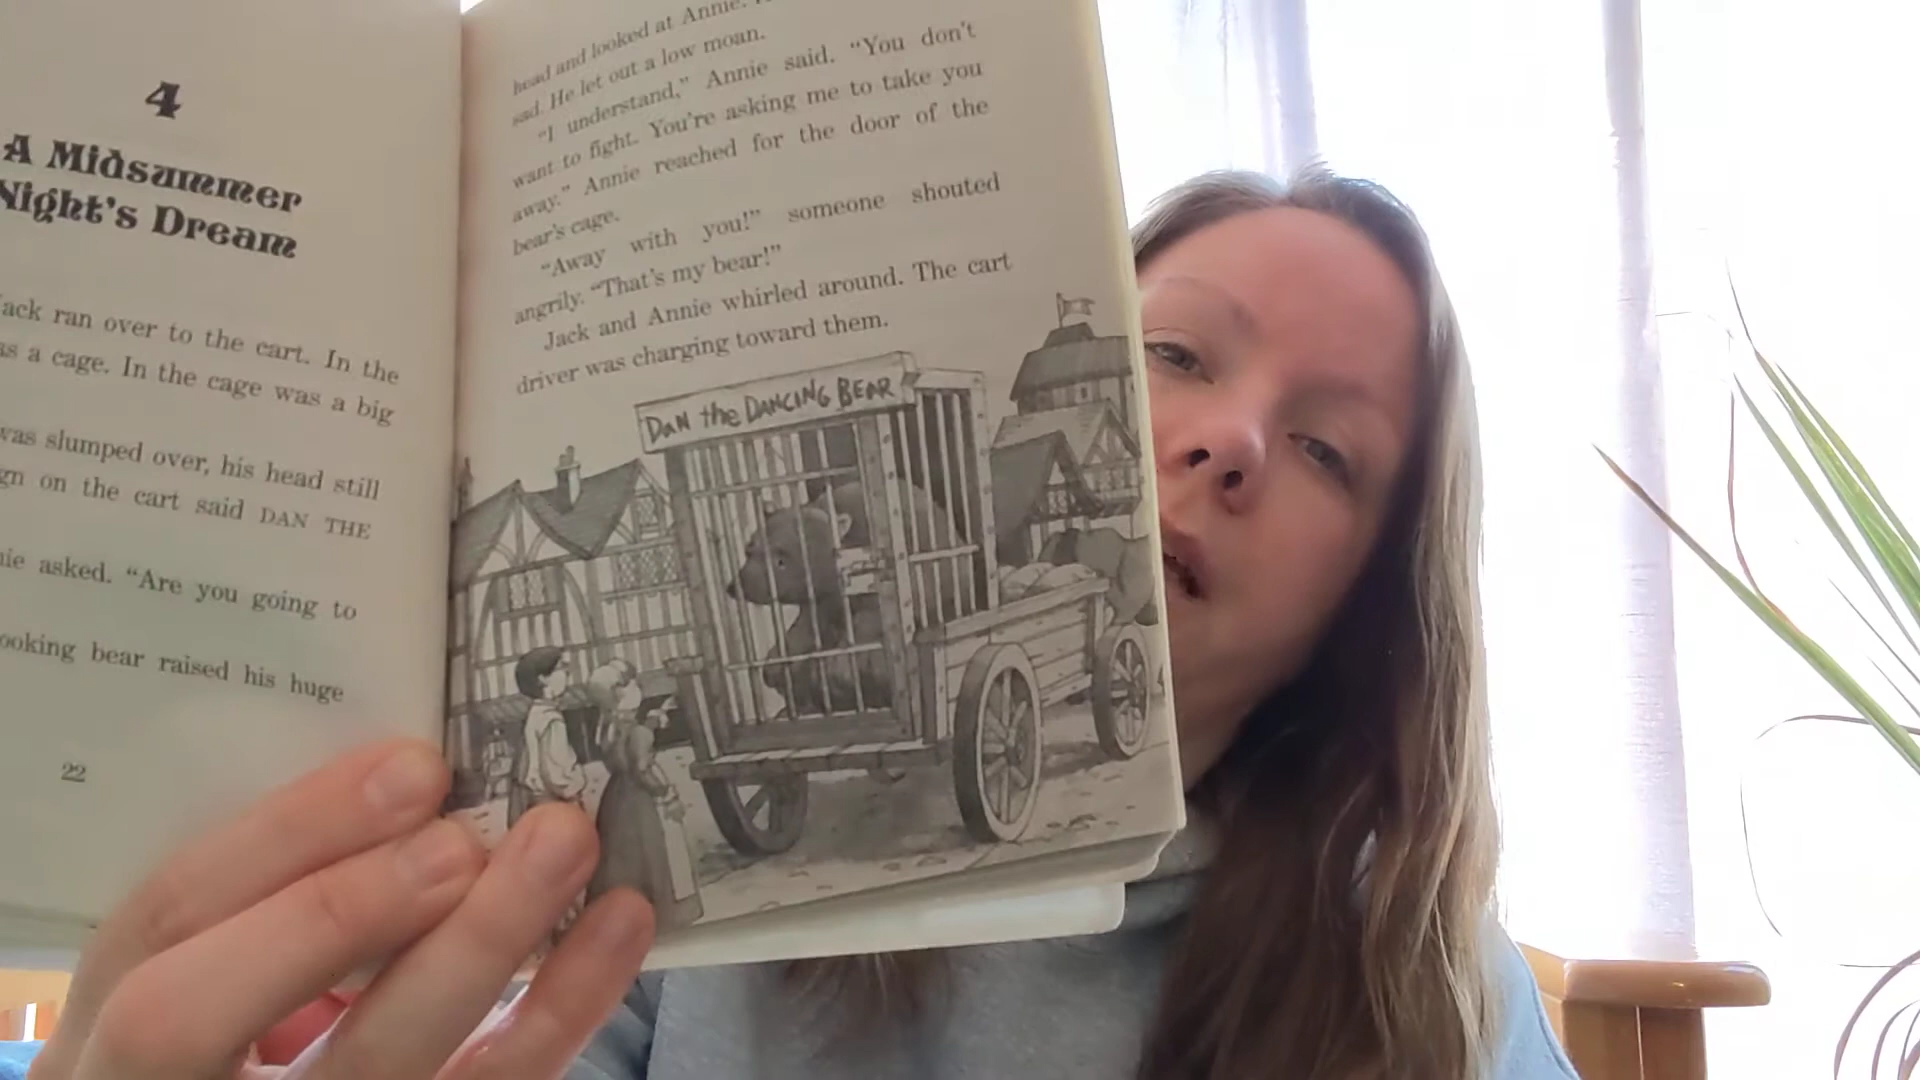 4
A Midsummer
Night's Dream
Jack ran over to the cart. In the
as a cage. In the cage was a big
was slumped over, his head still
gn on the cart said DAN THE
nie asked. “Are you going to
ooking bear raised his huge
22
head and looked at Annie.
sad. He let out a low moan.
“I understand,” Annie said. “You don't
want to fight. You're asking me to take you
away.” Annie reached for the door of the
bear's cage.
“Away with you!” someone shouted
angrily. “That's my bear!”
Jack and Annie whirled around. The cart
driver was charging toward them.
DAN the DANCING BEAR